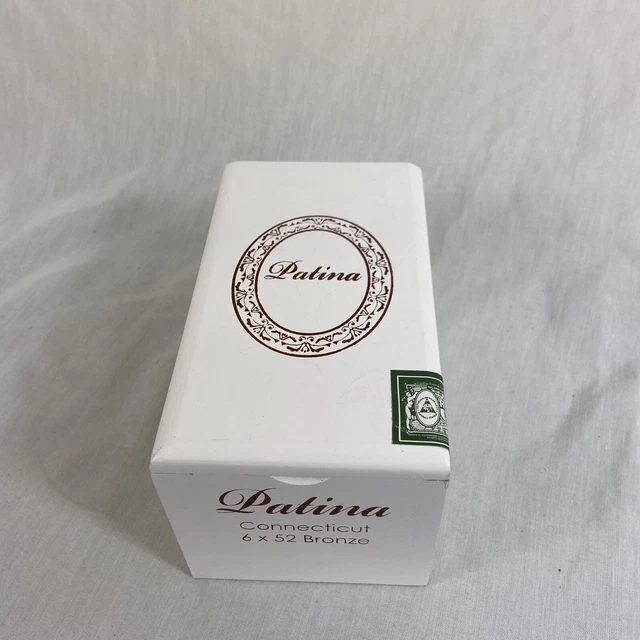 Patina
Patina
Connecticut
6 x 52 Bronze